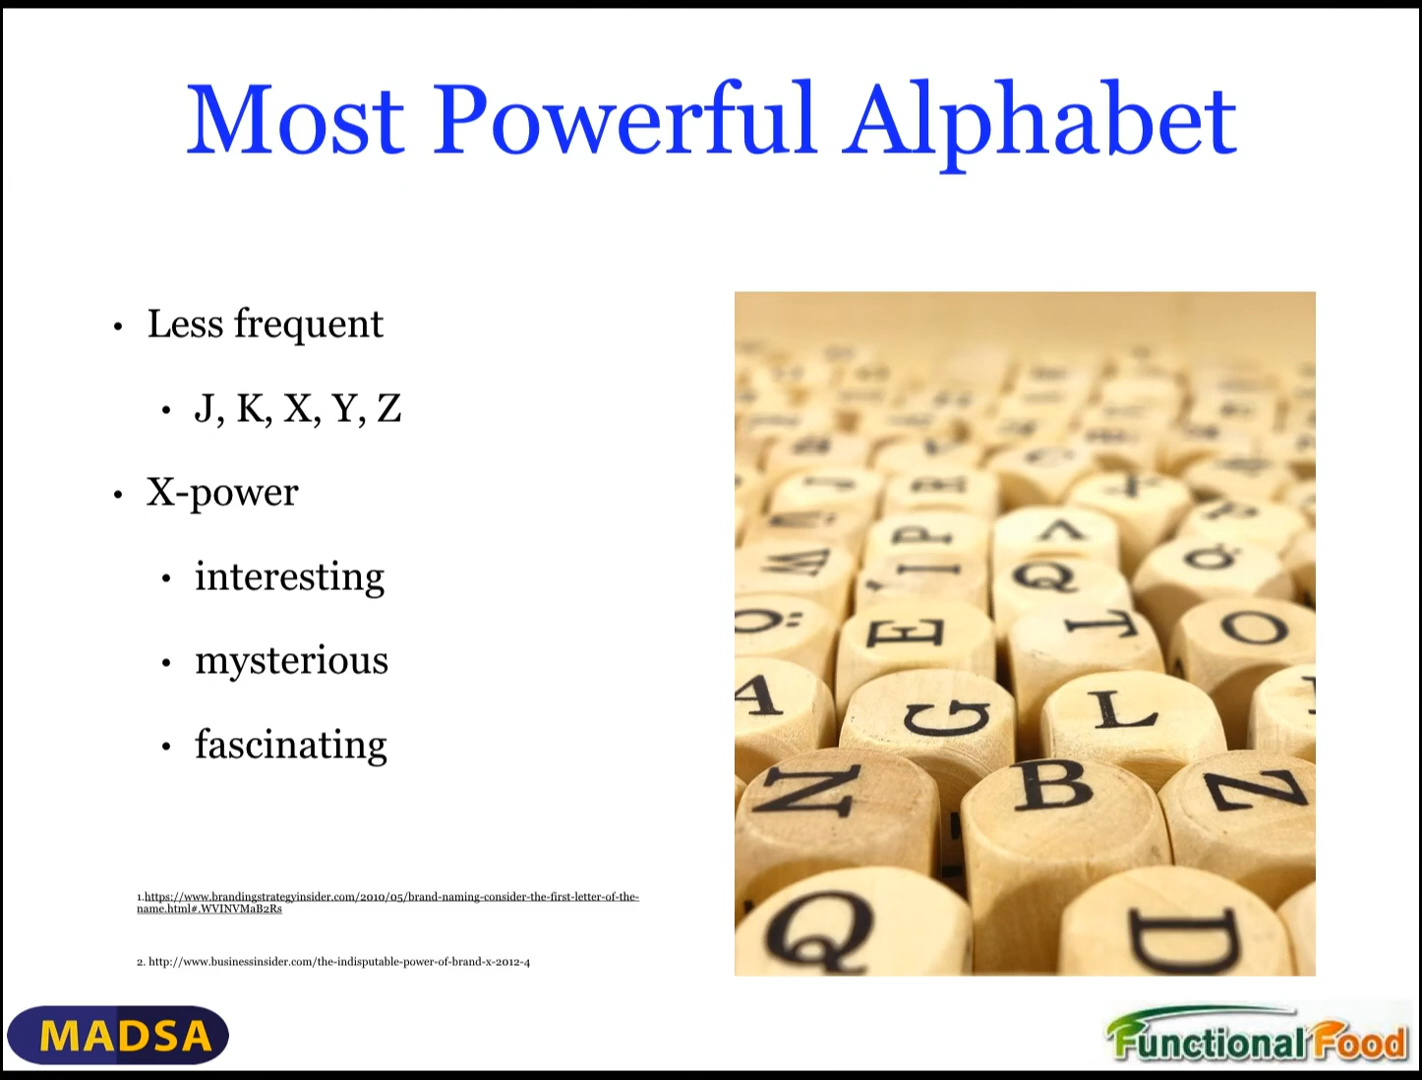 Most Powerful Alphabet
• Less frequent
• J, K, X, Y, Z
• X-power
• interesting
• mysterious
• fascinating
1.https://www.brandingstrategyinsider.com/2010/05/brand-naming-consider-the-first-letter-of-the-
name.html#.WVINVMaB2Rs
2. http://www.businessinsider.com/the-indisputable-power-of-brand-x-2012-4
P V
W I Q Q
Ö E T O
A G L
Z B N
Q D
MADSA
Functional Food